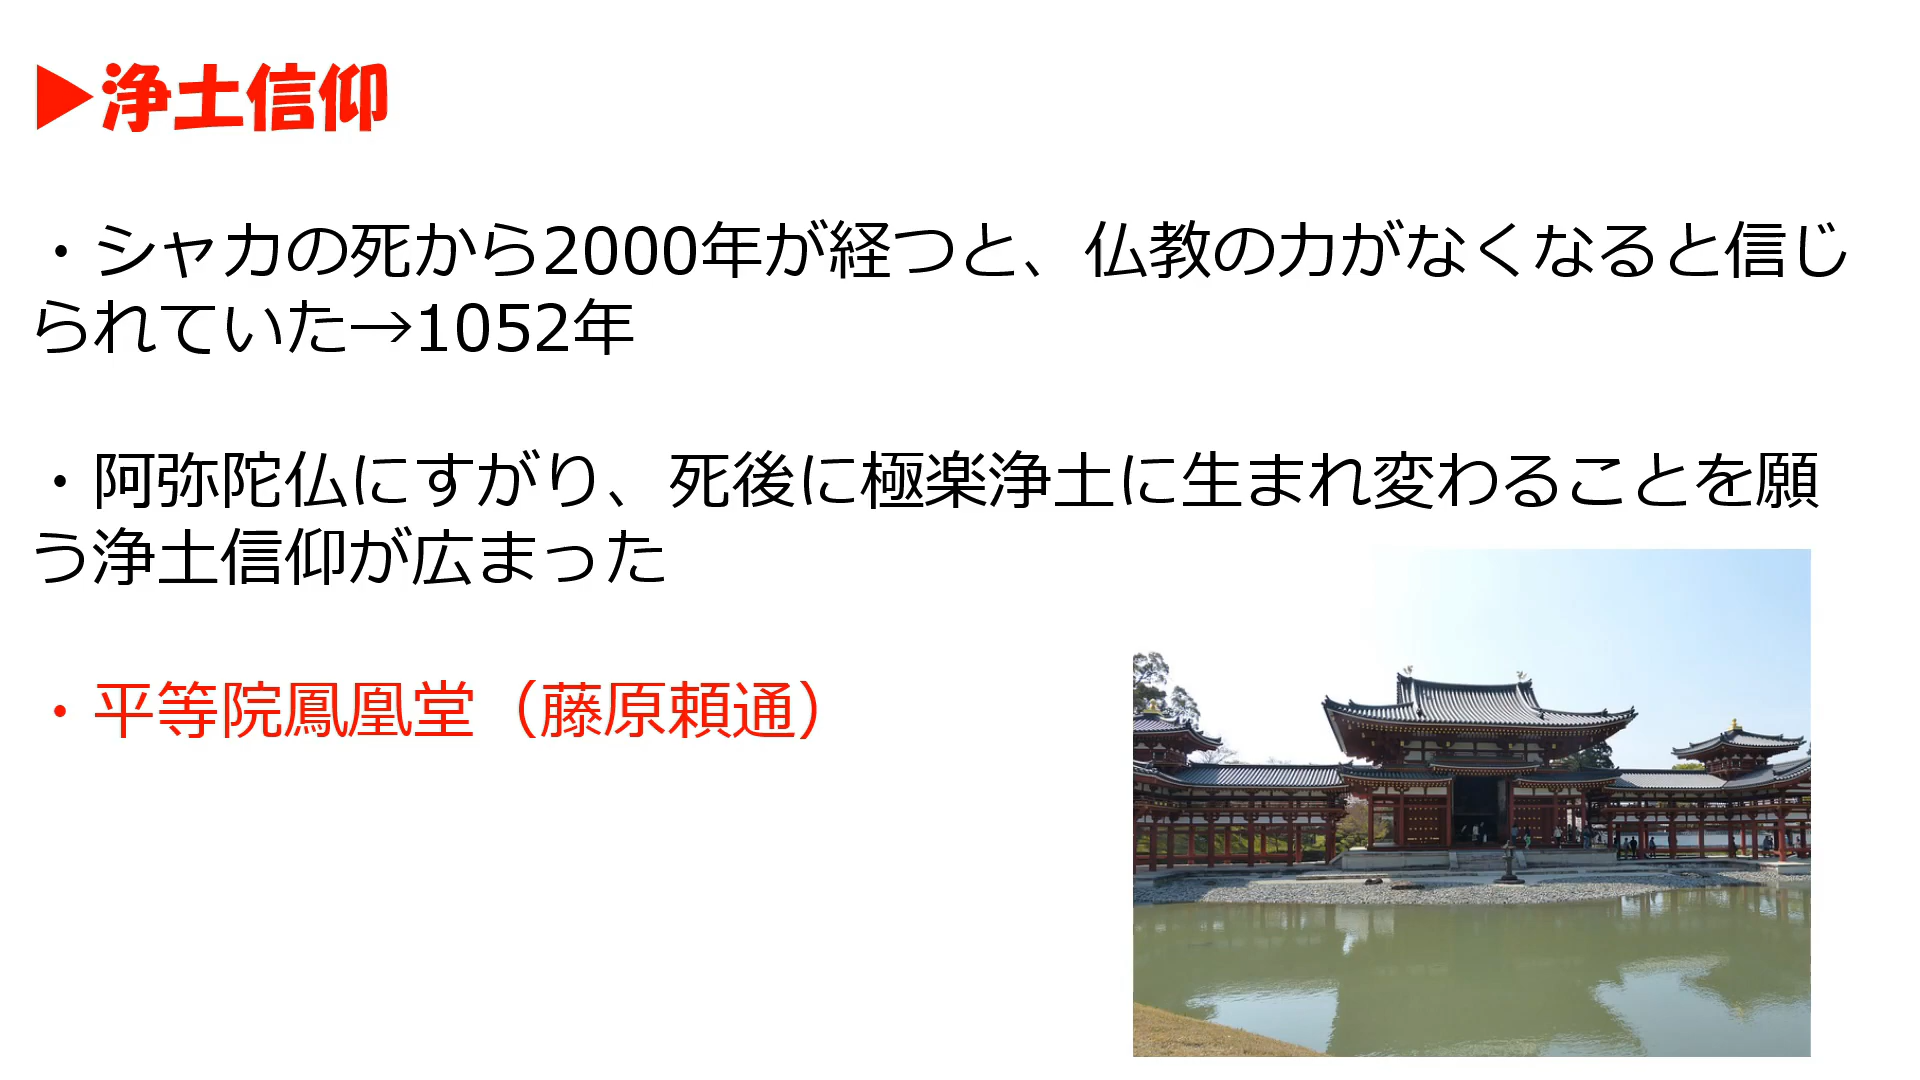 ▶浄土信仰
・シャカの死から2000年が経つと、仏教の力がなくなると信じ
られていた→1052年
・阿弥陀仏にすがり、死後に極楽浄土に生まれ変わることを願
う浄土信仰が広まった
・平等院鳳凰堂（藤原頼通）